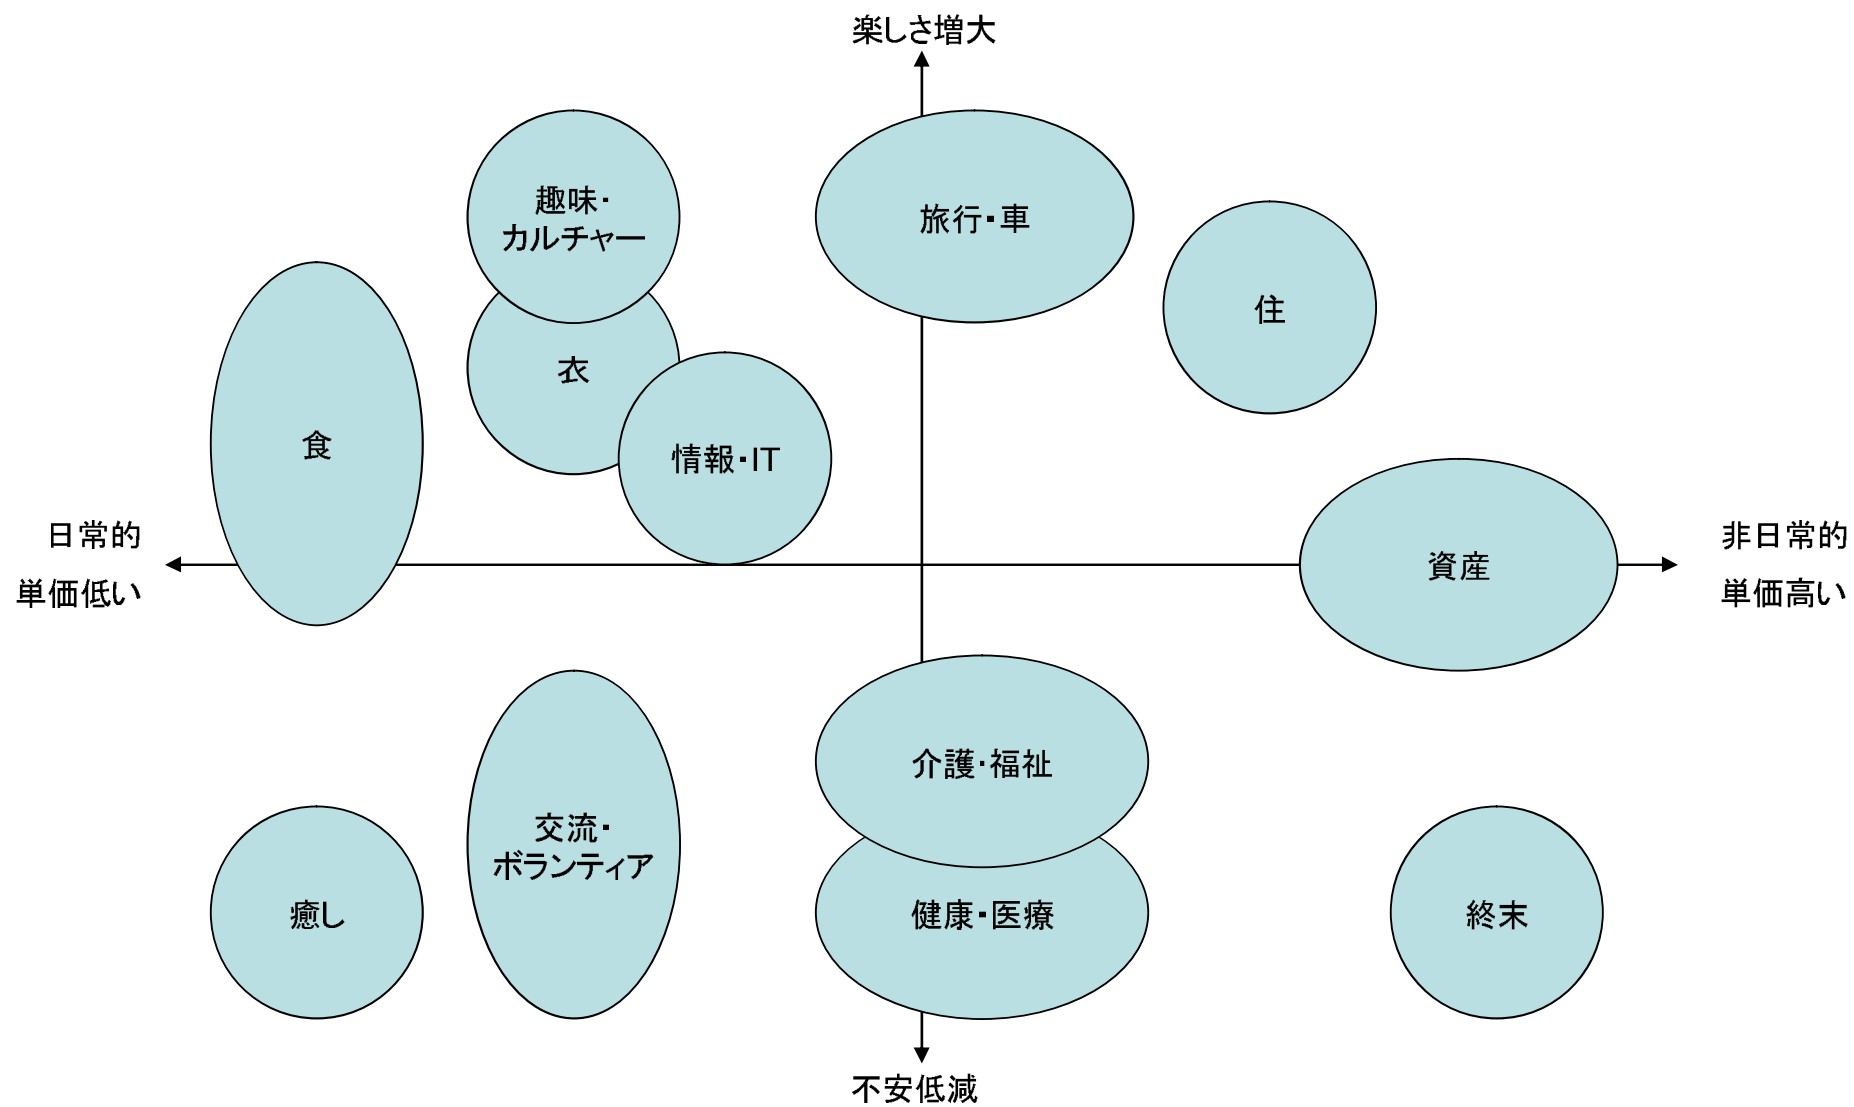 楽しさ増大
趣味・
カルチャー
旅行・車
住
衣
食
情報・IT
日常的
単価低い
非日常的
単価高い
資産
介護・福祉
交流・
ボランティア
癒し
健康・医療
終末
不安低減